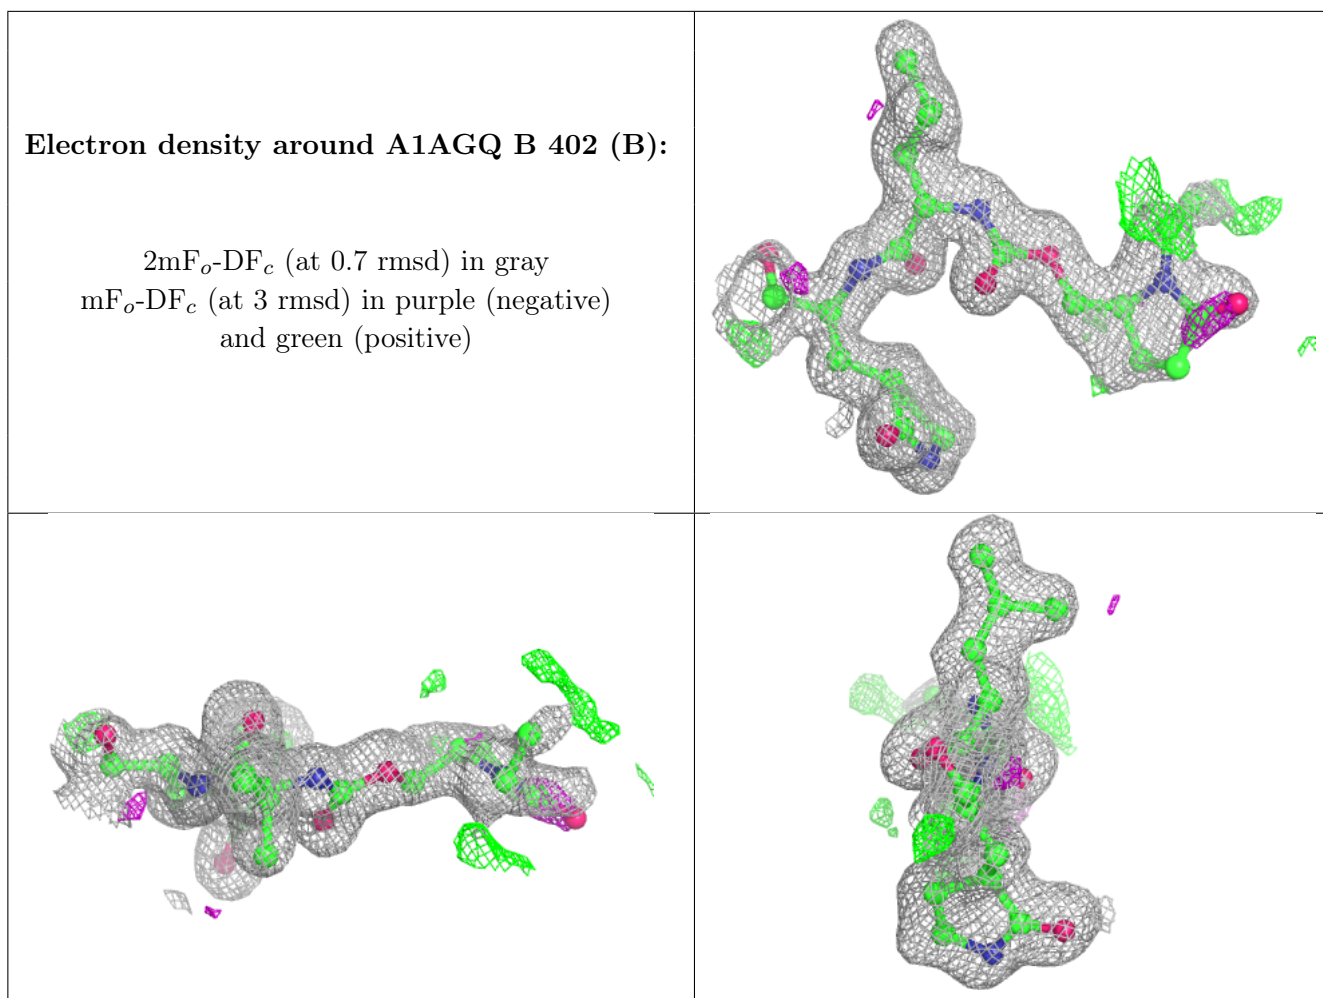 Electron density around A1AGQ B 402 (B):
2mFo-DFc (at 0.7 rmsd) in gray
mFo-DFc (at 3 rmsd) in purple (negative)
and green (positive)